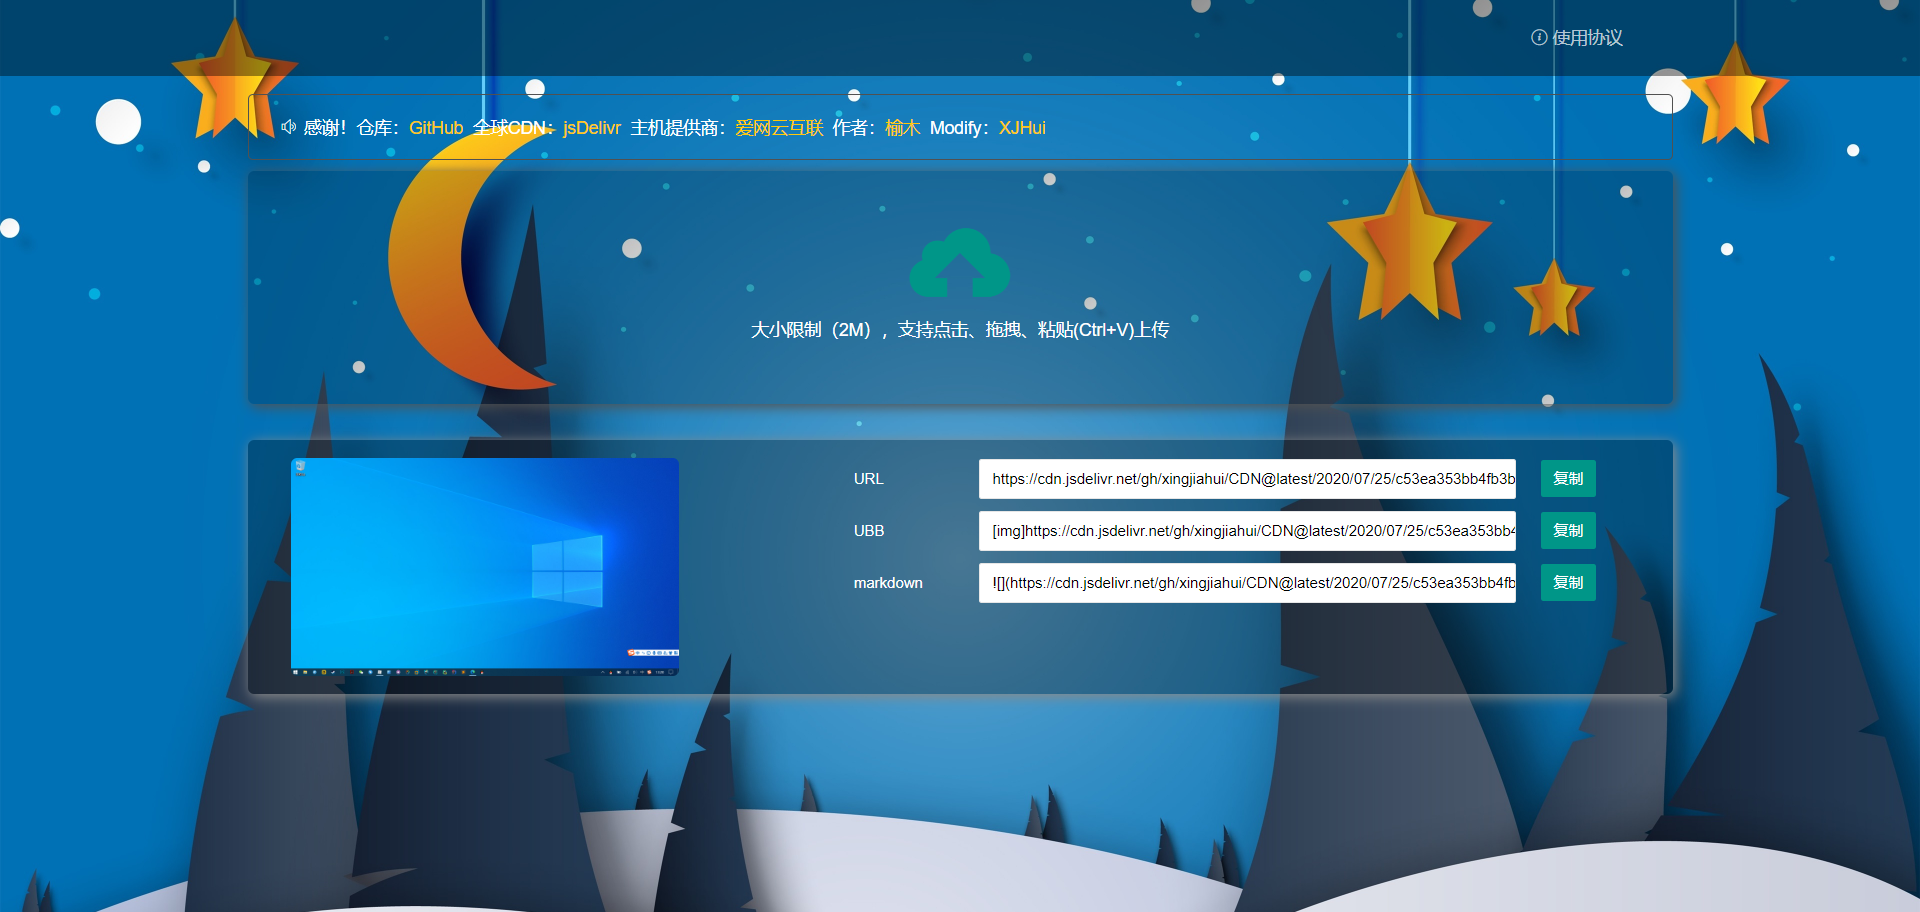 使用协议
感谢! 仓库：GitHub 全球CDN：jsDelivr 主机提供商：爱网云互联 作者：榆木 Modify：XJHui
大小限制（2M），支持点击、拖拽、粘贴(Ctrl+V)上传
URL https://cdn.jsdelivr.net/gh/xingjiahui/CDN@latest/2020/07/25/c53ea353bb4fb3b 复制
UBB [img]https://cdn.jsdelivr.net/gh/xingjiahui/CDN@latest/2020/07/25/c53ea353bb4 复制
markdown ![](https://cdn.jsdelivr.net/gh/xingjiahui/CDN@latest/2020/07/25/c53ea353bb4fb 复制